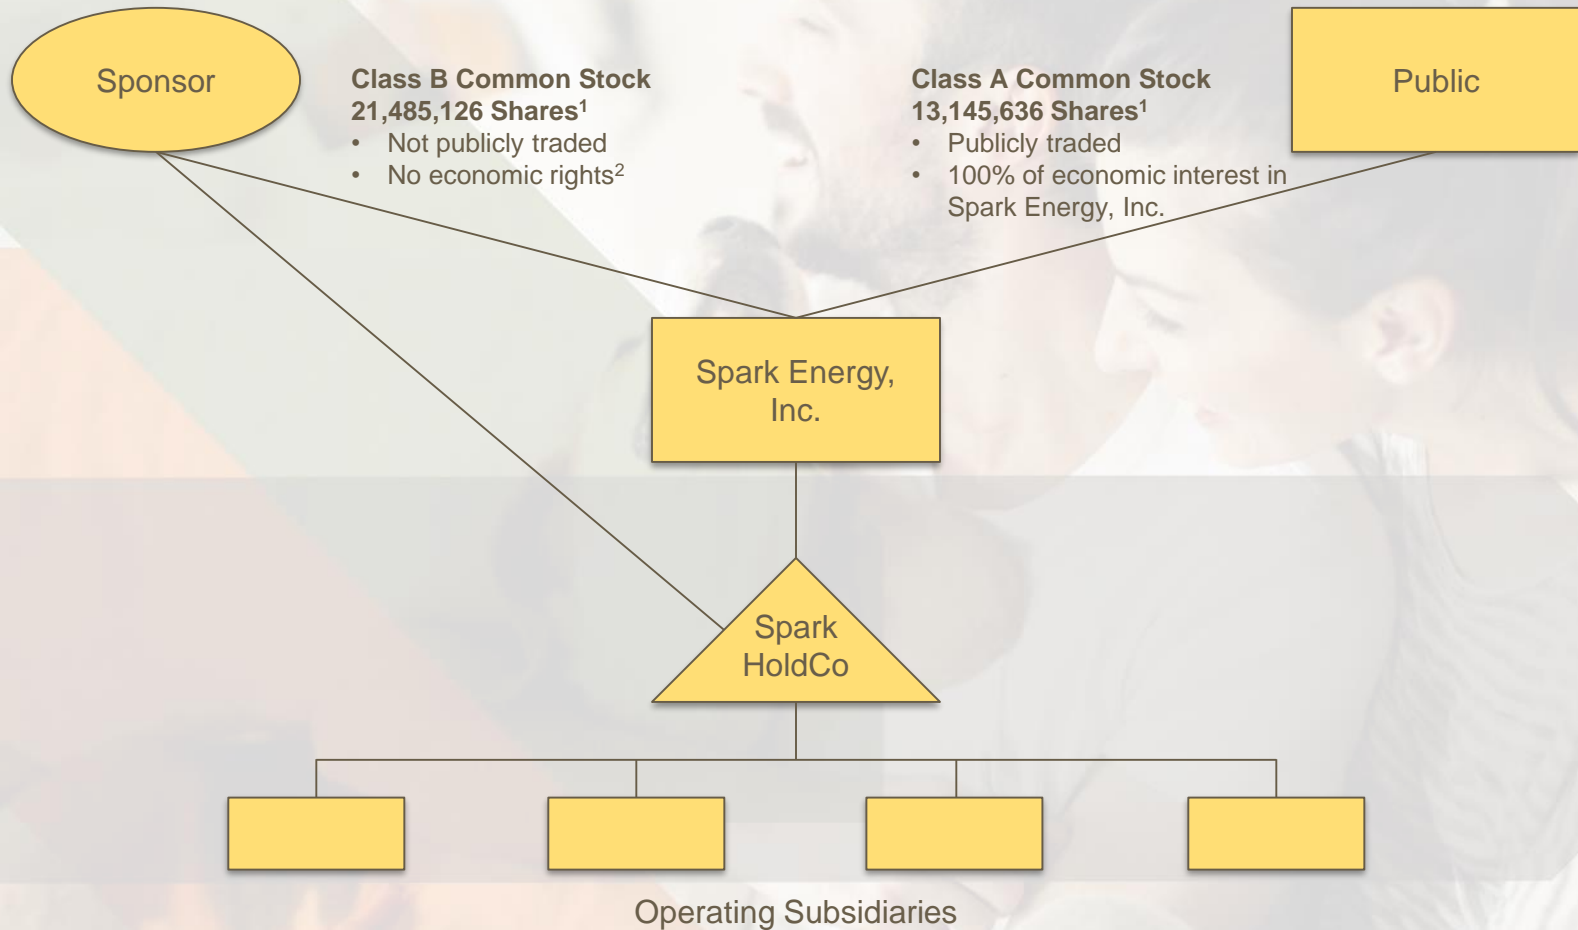 Sponsor
Class B Common Stock
21,485,126 Shares¹
• Not publicly traded
• No economic rights²
Class A Common Stock
13,145,636 Shares¹
• Publicly traded
• 100% of economic interest in
Spark Energy, Inc.
Public
Spark Energy,
Inc.
Spark
HoldCo
Operating Subsidiaries